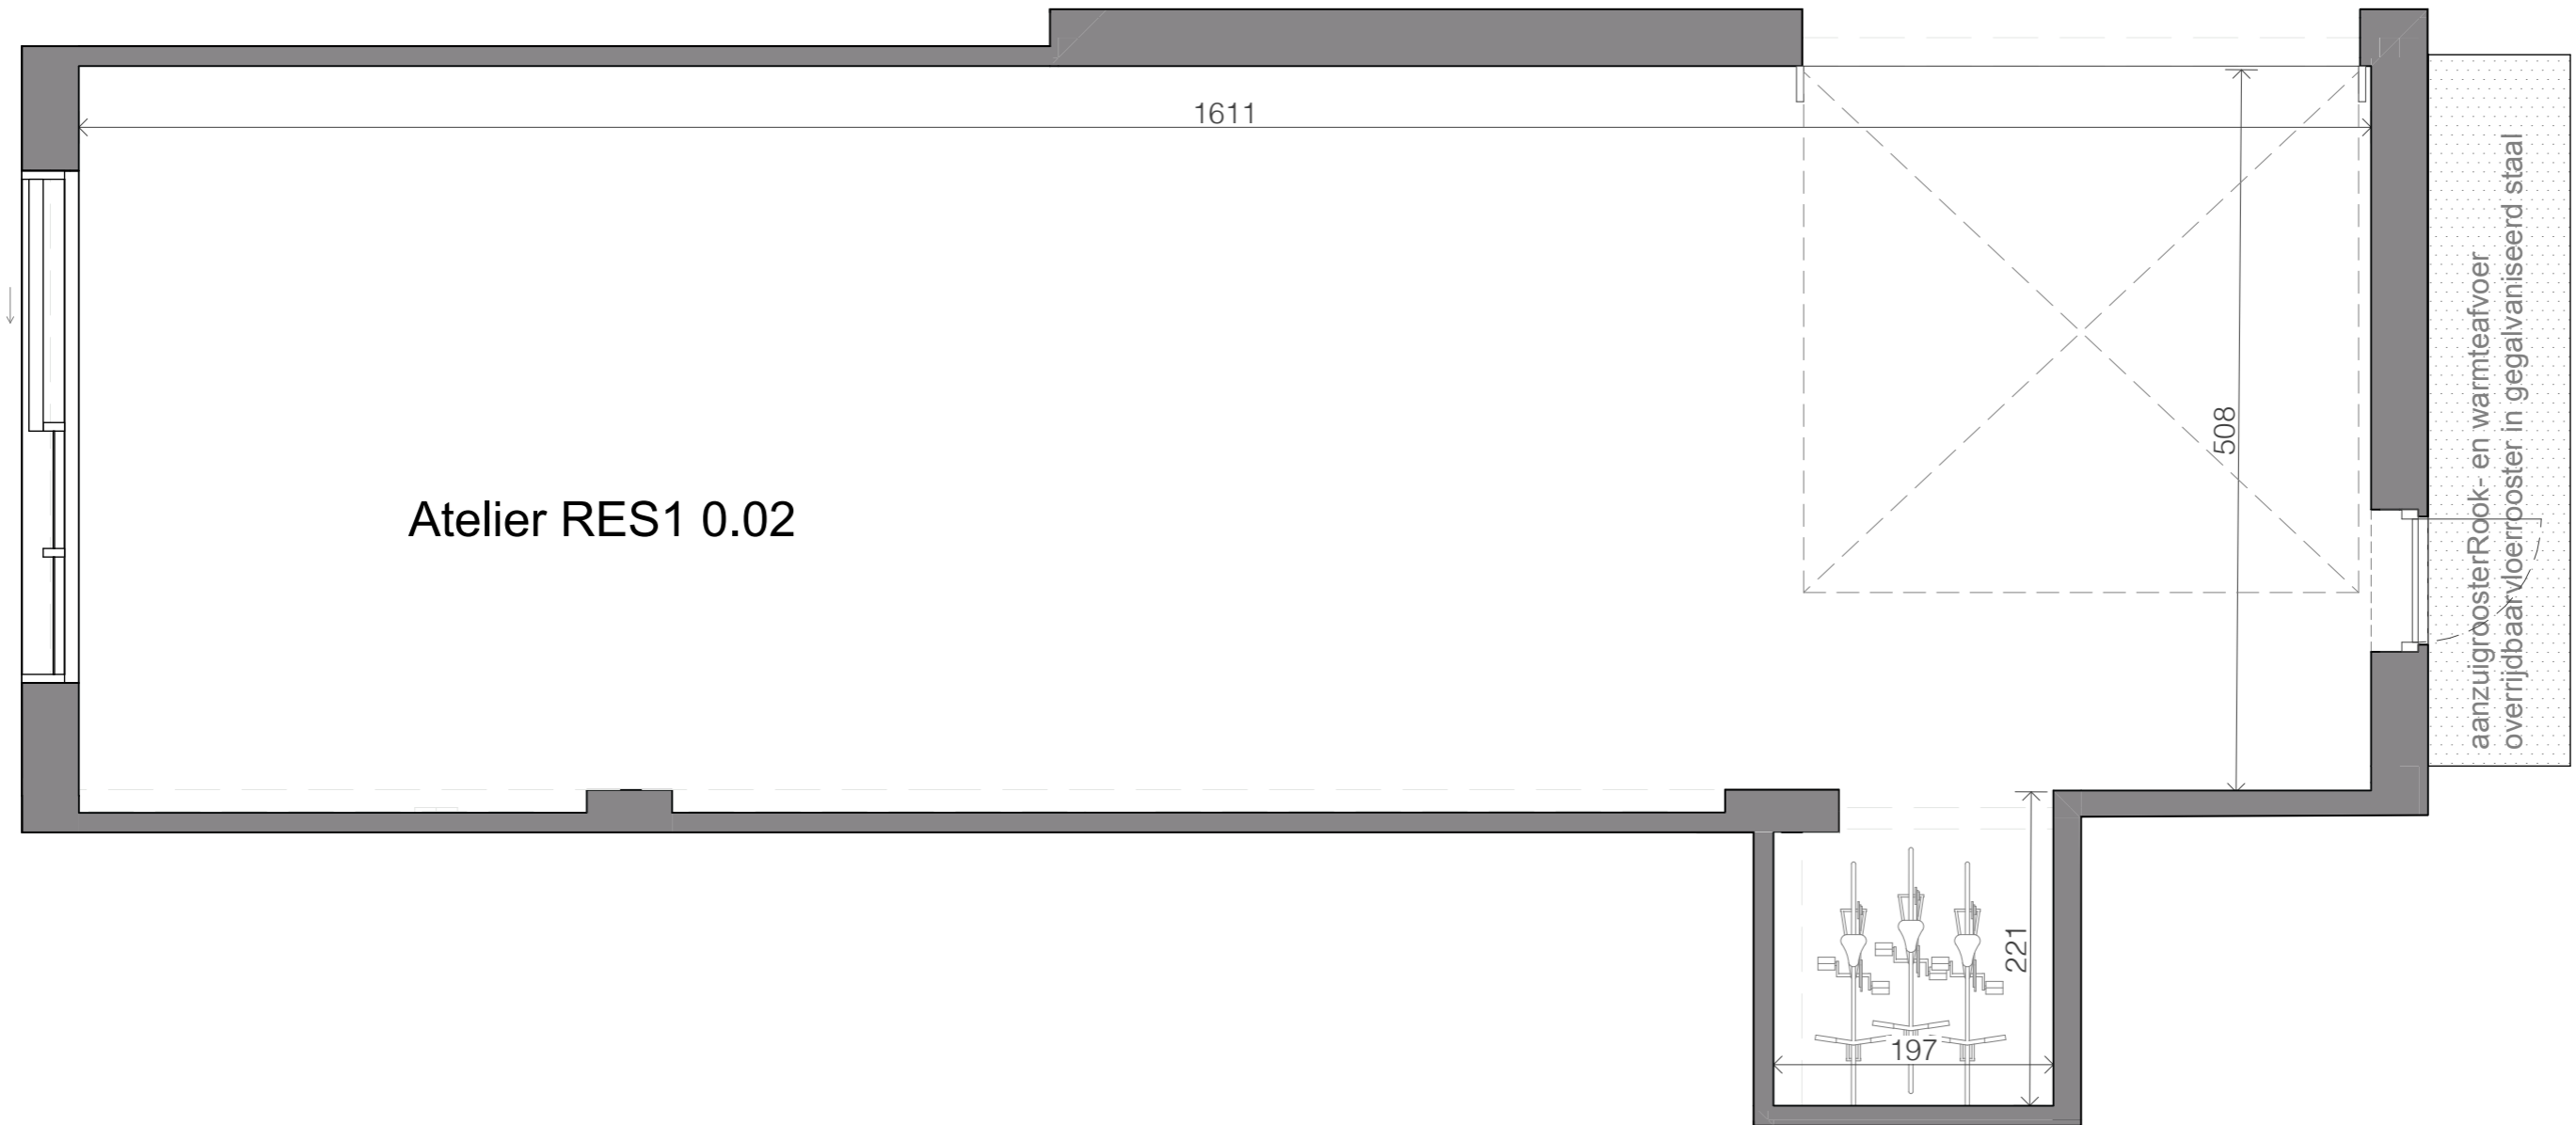 1611
508
Atelier RES1 0.02
aanzuigroosterRook- en warmteafvoer
overrijdbaarvloerrooster in gegalvaniseerd staal
221
197